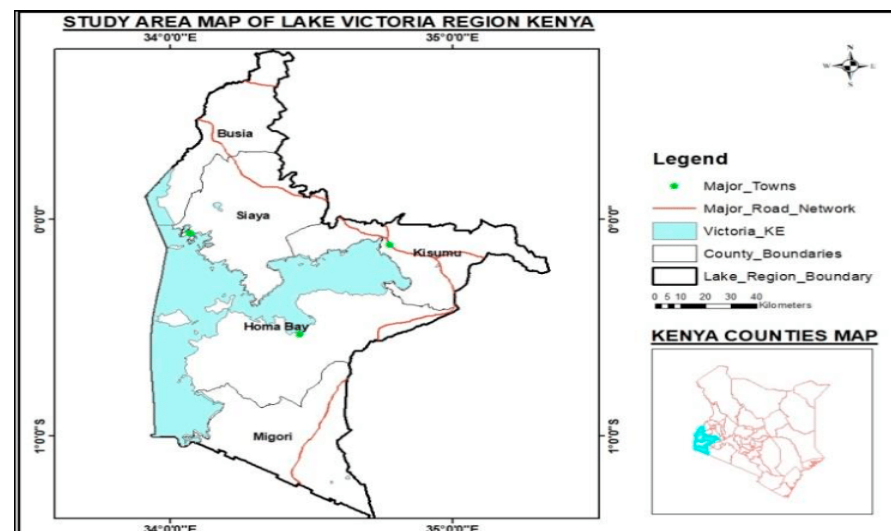 STUDY AREA MAP OF LAKE VICTORIA REGION KENYA
34°0'0"E 35°0'0"E
N
W E
S
Busia
Legend
Major_Towns
Siaya
0°0'0" 0°0'0"
Major_Road_Network
Victoria_KE
Kisumu
County_Boundaries
Lake_Region_Boundary
0 5 10 20 30 40
Kilometers
Homa Bay
KENYA COUNTIES MAP
Migori
1°0'0"S 1°0'0"S
34°0'0"E 35°0'0"E